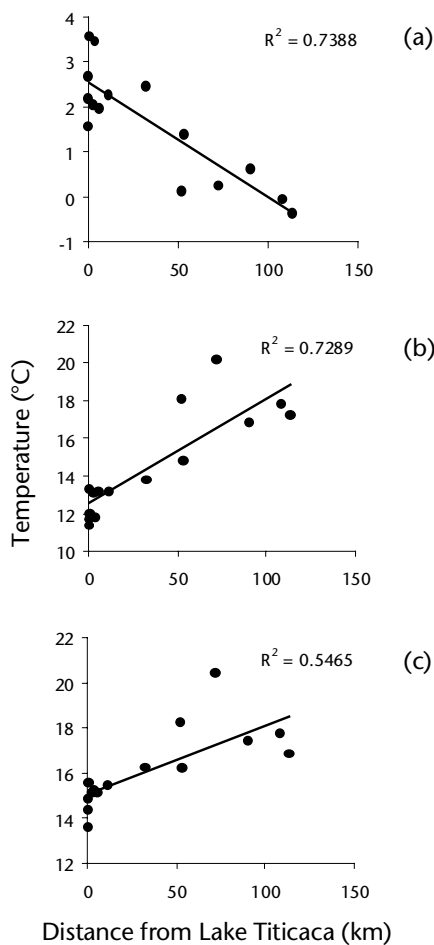 4
3
2
1
0
-1
R² = 0.7388
(a)
0 50 100 150
22
20
18
16
14
12
10
R² = 0.7289
(b)
0 50 100 150
Temperature (°C)
22
20
18
16
14
12
R² = 0.5465
(c)
0 50 100 150
Distance from Lake Titicaca (km)